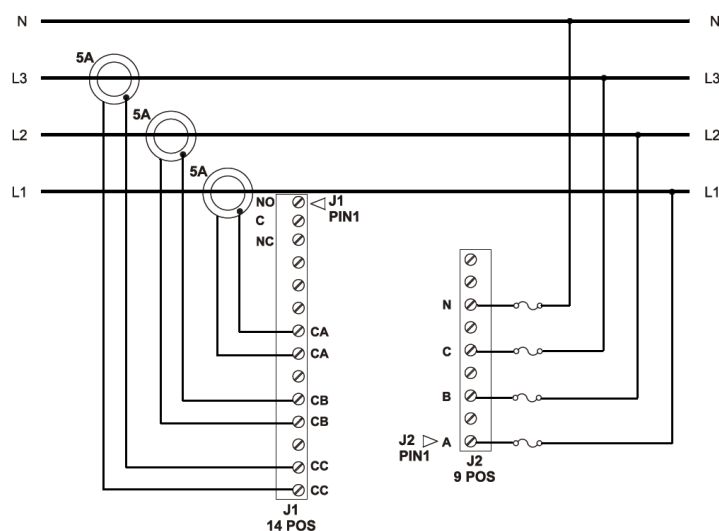 N N
5A
L3 L3
5A
L2 L2
5A
L1 L1
NO J1
PIN1
C
NC
N
CA
CA C
CB B
CB
J2 A
PIN1
J2
9 POS
CC
CC
J1
14 POS